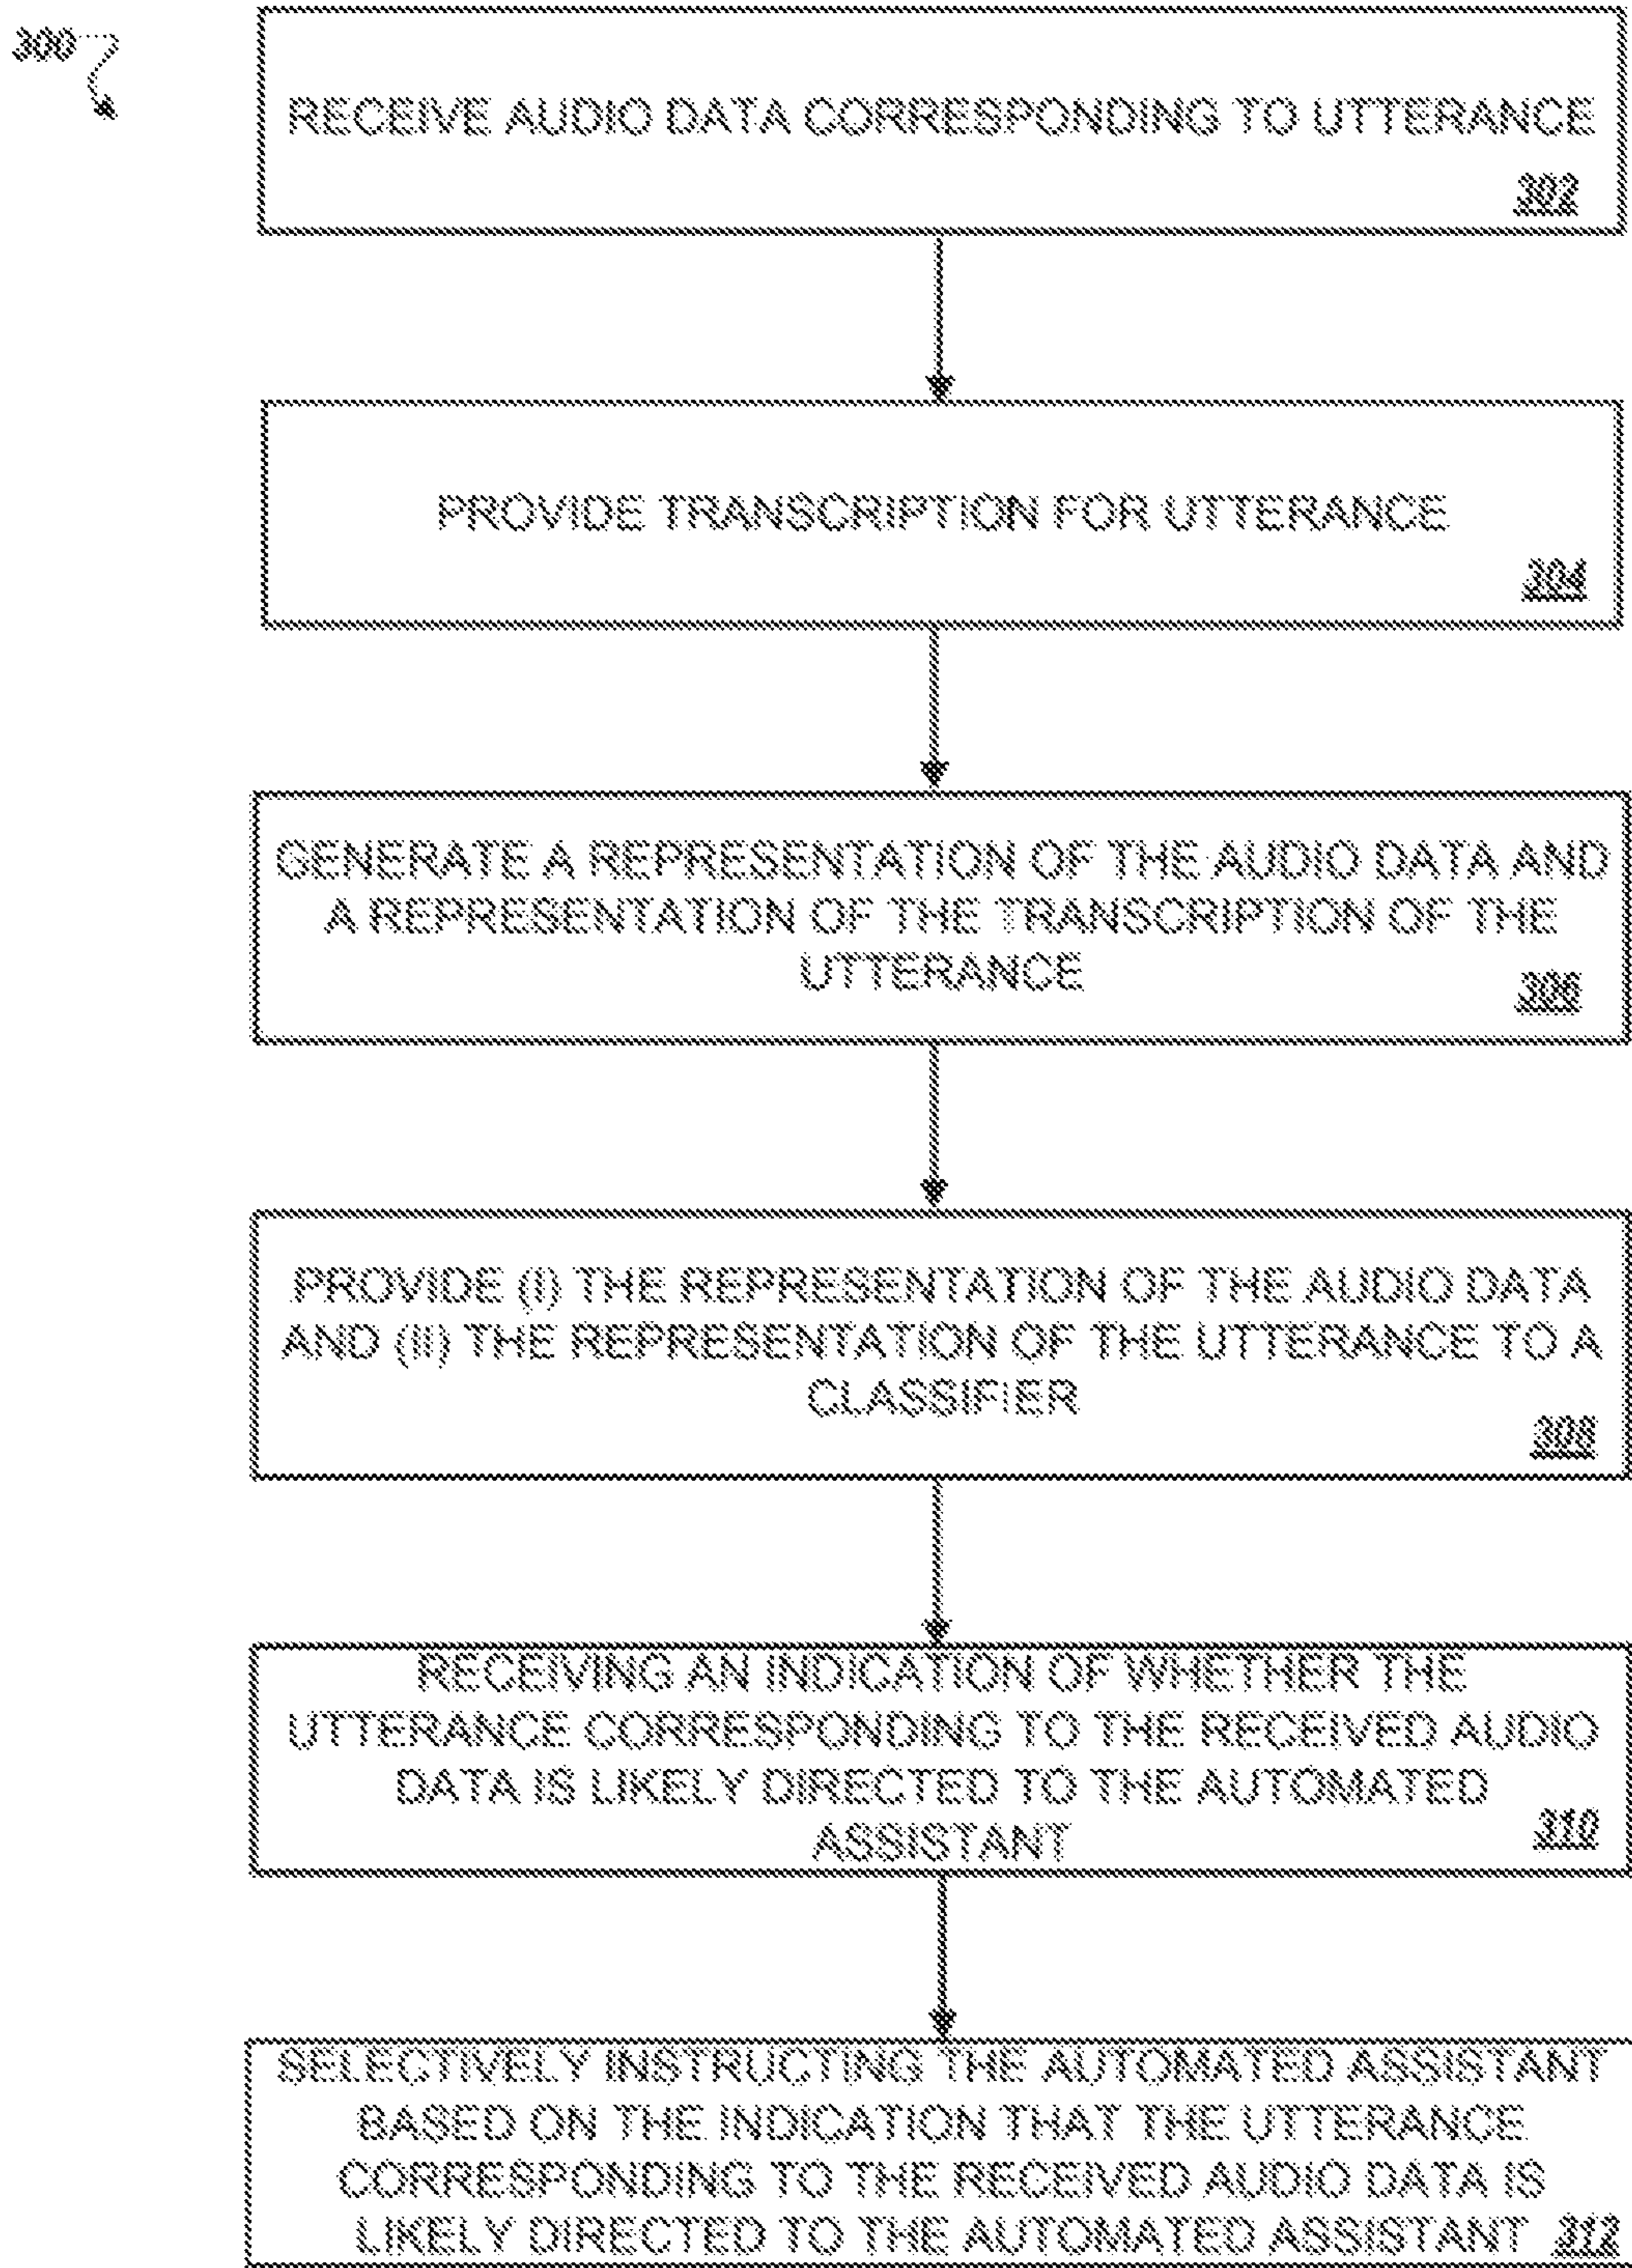 300
RECEIVE AUDIO DATA CORRESPONDING TO UTTERANCE
302
PROVIDE TRANSCRIPTION FOR UTTERANCE
304
GENERATE A REPRESENTATION OF THE AUDIO DATA AND
A REPRESENTATION OF THE TRANSCRIPTION OF THE
UTTERANCE
306
PROVIDE (I) THE REPRESENTATION OF THE AUDIO DATA
AND (II) THE REPRESENTATION OF THE UTTERANCE TO A
CLASSIFIER
308
RECEIVING AN INDICATION OF WHETHER THE
UTTERANCE CORRESPONDING TO THE RECEIVED AUDIO
DATA IS LIKELY DIRECTED TO THE AUTOMATED
ASSISTANT
310
SELECTIVELY INSTRUCTING THE AUTOMATED ASSISTANT
BASED ON THE INDICATION THAT THE UTTERANCE
CORRESPONDING TO THE RECEIVED AUDIO DATA IS
LIKELY DIRECTED TO THE AUTOMATED ASSISTANT 312